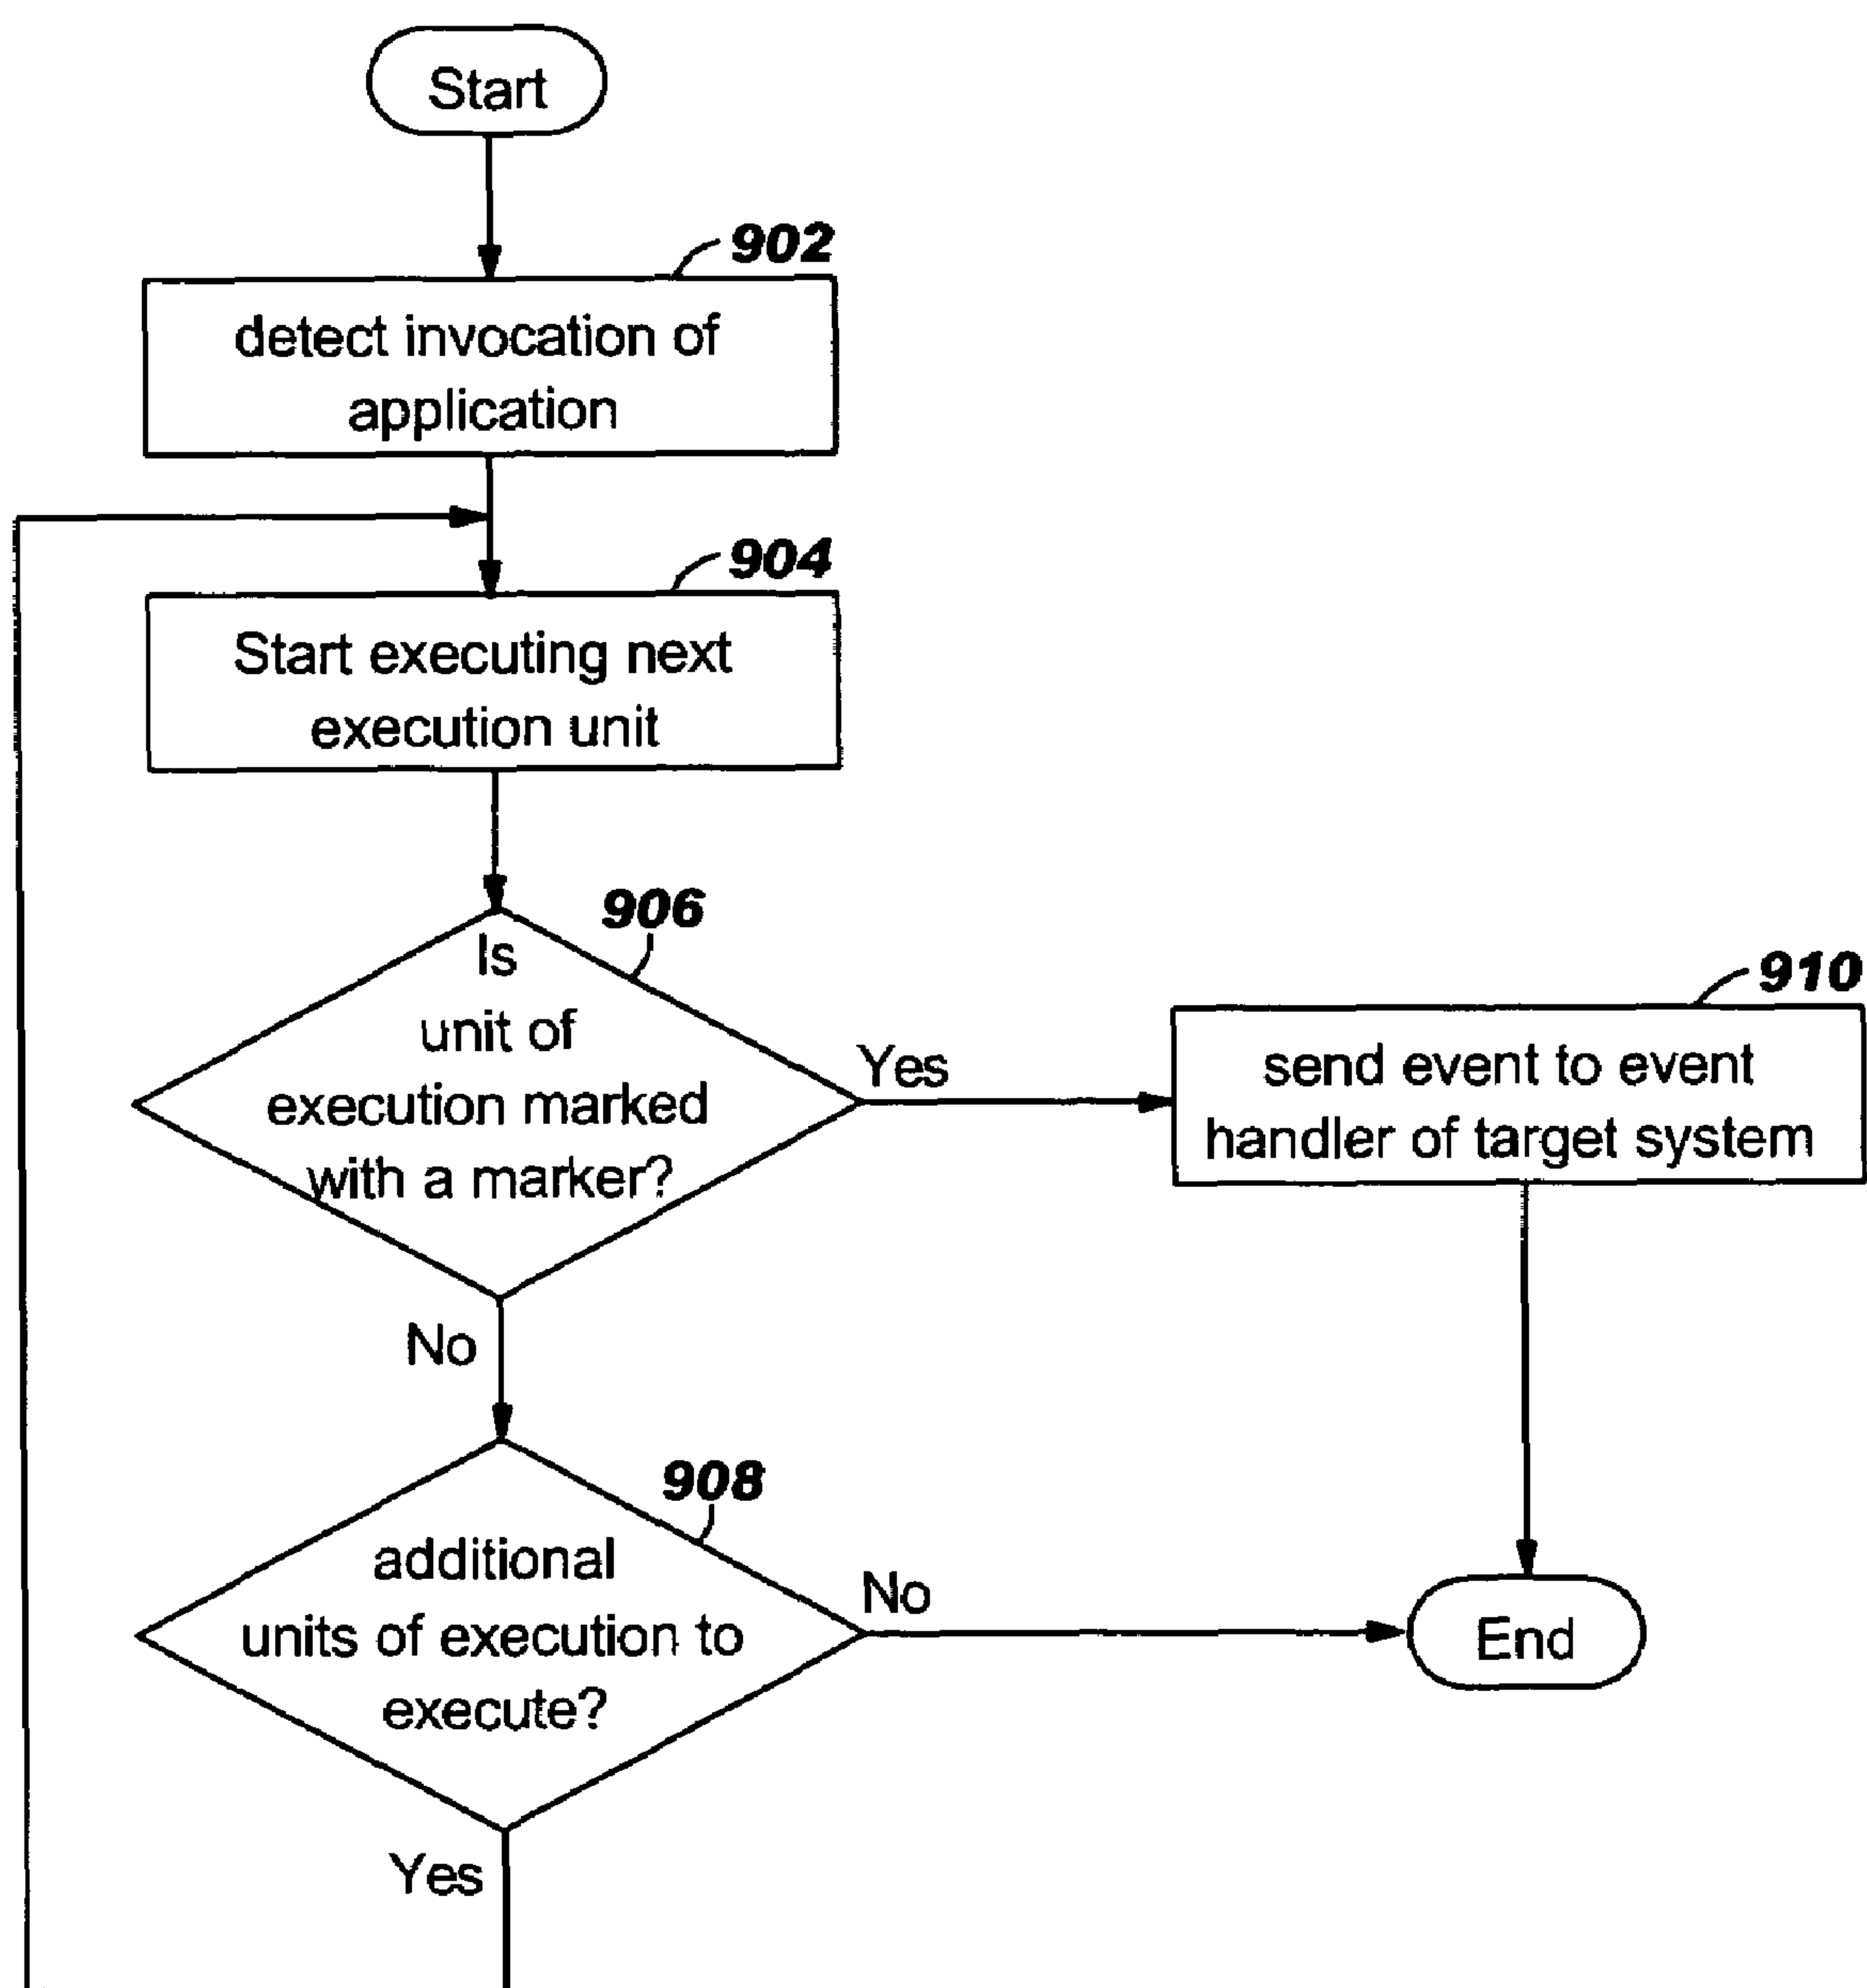 Start
902
detect invocation of
application
904
Start executing next
execution unit
906
Is
unit of
execution marked
with a marker?
Yes
910
send event to event
handler of target system
No
908
additional
units of execution to
execute?
No
End
Yes